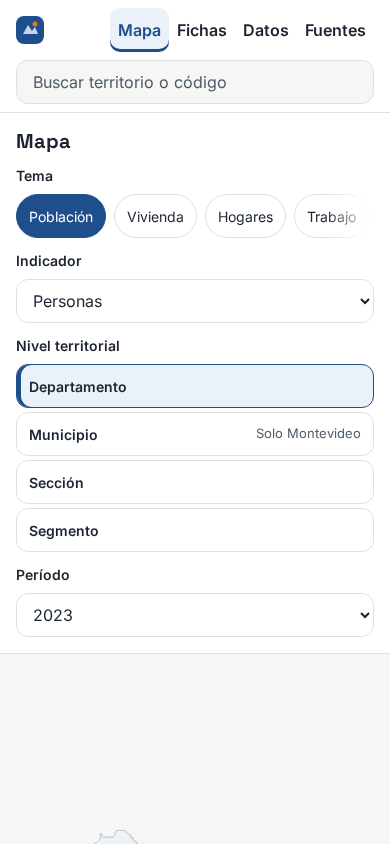 Mapa Fichas Datos Fuentes
Buscar territorio o código
Mapa
Tema
Población Vivienda Hogares Trabajo
Indicador
Personas
Nivel territorial
Departamento
Municipio Solo Montevideo
Sección
Segmento
Período
2023